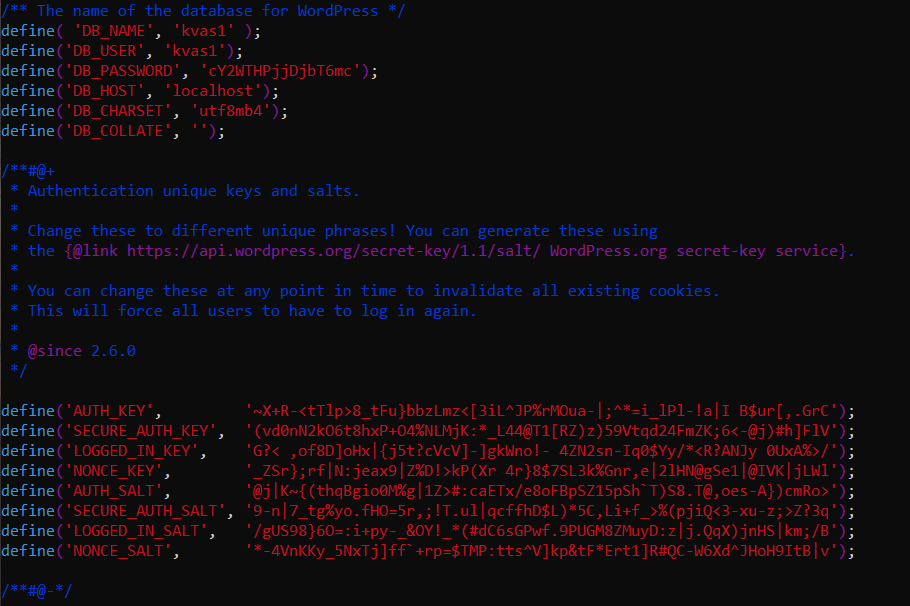 /** The name of the database for WordPress */
define( 'DB_NAME', 'kvas1' );
define('DB_USER', 'kvas1');
define('DB_PASSWORD', 'cY2WTHPjjDjbT6mc');
define('DB_HOST', 'localhost');
define('DB_CHARSET', 'utf8mb4');
define('DB_COLLATE', '');
/**#@+
* Authentication unique keys and salts.
*
* Change these to different unique phrases! You can generate these using
* the {@link https://api.wordpress.org/secret-key/1.1/salt/ WordPress.org secret-key service}.
*
* You can change these at any point in time to invalidate all existing cookies.
* This will force all users to have to log in again.
*
* @since 2.6.0
*/
define('AUTH_KEY', '~X+R-<tTlp>8_tFu}bbzLmz<[3iL^JP%rMOua-|;^*=i_lPl-!a|I B$ur[,.GrC');
define('SECURE_AUTH_KEY', '(vd0nN2kO6t8hxP+O4%NLMjK:*_L44@T1[RZ)z)59Vtqd24FmZK;6<-@j)#h]FlV');
define('LOGGED_IN_KEY', 'G?< ,of8D]oHx|{j5t?cVcV]-]gkWno!- 4ZN2sn-Iq0$Yy/*<R?ANJy 0UxA%>/');
define('NONCE_KEY', '_ZSr};rf|N:jeax9|Z%D!>kP(Xr 4r}8$7SL3k%Gnr,e|2lHN@gSe1|@IVK|jLWl');
define('AUTH_SALT', '@j|K~{(thqBgio0M%g|1Z>#:caETx/e8oFBpSZ15pSh`T)S8.T@,oes-A})cmRo>');
define('SECURE_AUTH_SALT', '9-n|7_tg%yo.fHO=5r,;!T.ul|qcffhD$L)*5C,Li+f_>%(pjiQ<3-xu-z;>Z?3q');
define('LOGGED_IN_SALT', '/gUS98}6O=:i+py-_&OY!_*(#dC6sGPwf.9PUGM8ZMuyD:z|j.QqX)jnHS|km;/B');
define('NONCE_SALT', '*-4VnKKy_5NxTj]ff`+rp=$TMP:tts^V]kp&tF*Ert1]R#QC-W6Xd^JHoH9ItB|v');
/**#@-*/